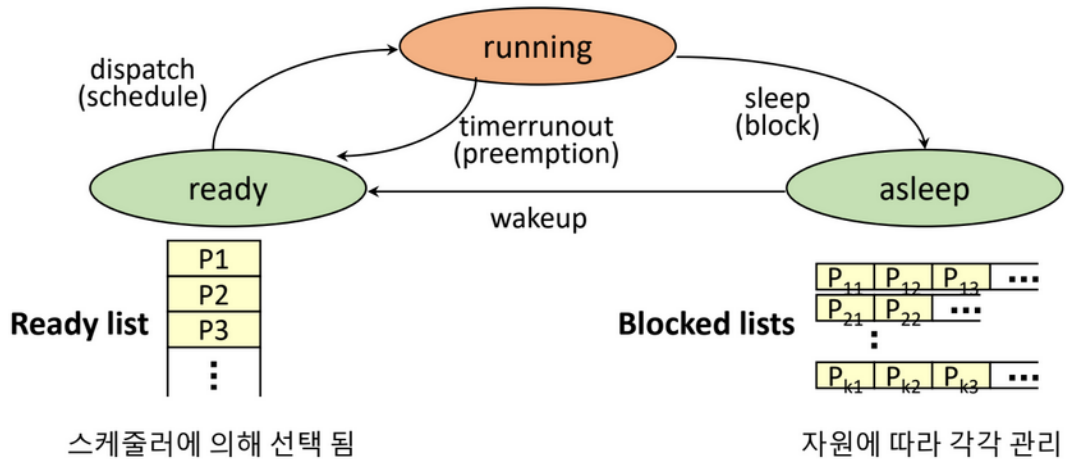 running
dispatch
(schedule)
timerrunout
(preemption)
sleep
(block)
ready
asleep
wakeup
Ready list
P1
P2
P3
⋮
Blocked lists
P11 P12 P13 ...
P21 P22 ...
⋮
Pk1 Pk2 Pk3 ...
스케줄러에 의해 선택 됨
자원에 따라 각각 관리